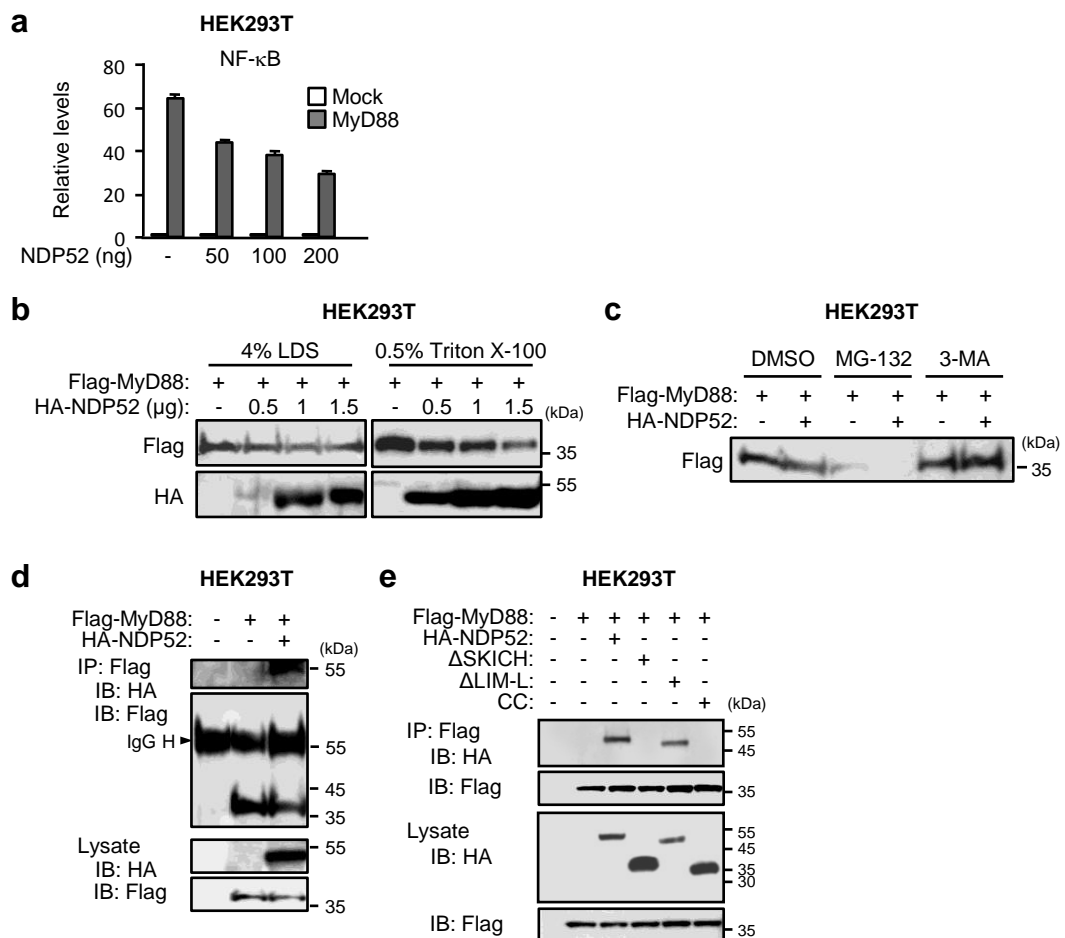 a
HEK293T
NF-κB
80
60
40
20
0
Relative levels
Mock
MyD88
NDP52 (ng) - 50 100 200
b
HEK293T
4% LDS 0.5% Triton X-100
Flag-MyD88: + + + + + + + +
HA-NDP52 (μg): - 0.5 1 1.5 - 0.5 1 1.5 (kDa)
Flag 35
HA 55
c
HEK293T
DMSO MG-132 3-MA
Flag-MyD88: + + + + + +
HA-NDP52: - + - + - + (kDa)
Flag 35
d
HEK293T
Flag-MyD88: - + +
HA-NDP52: - - + (kDa)
IP: Flag 55
IB: HA
IB: Flag
IgG H 55
45
35
Lysate 55
IB: HA
IB: Flag
35
e
HEK293T
Flag-MyD88: - + + + + +
HA-NDP52: - - + - - -
ΔSKICH: - - - + - -
ΔLIM-L: - - - - + -
CC: - - - - - + (kDa)
IP: Flag 55
IB: HA 45
IB: Flag 35
Lysate 55
IB: HA 45
35
30
IB: Flag 35